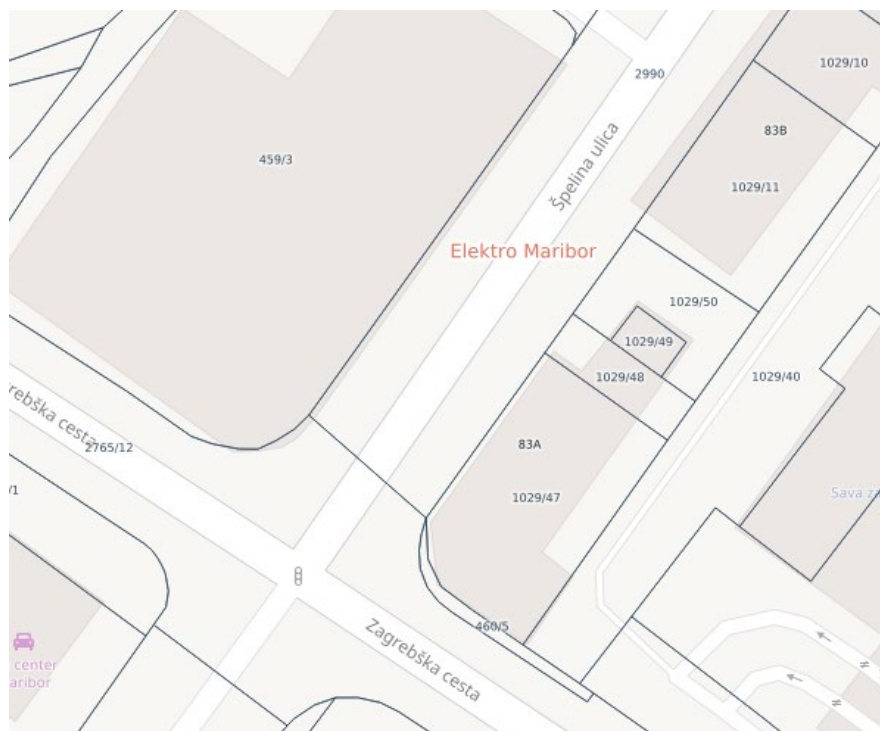 1029/10
2990
83B
459/3
Špelina ulica
1029/11
Elektro Maribor
1029/50
1029/49
1029/48
1029/40
rebška cesta
2765/12
83A
/1
1029/47
Sava
460/5
Zagrebška cesta
center
aribor